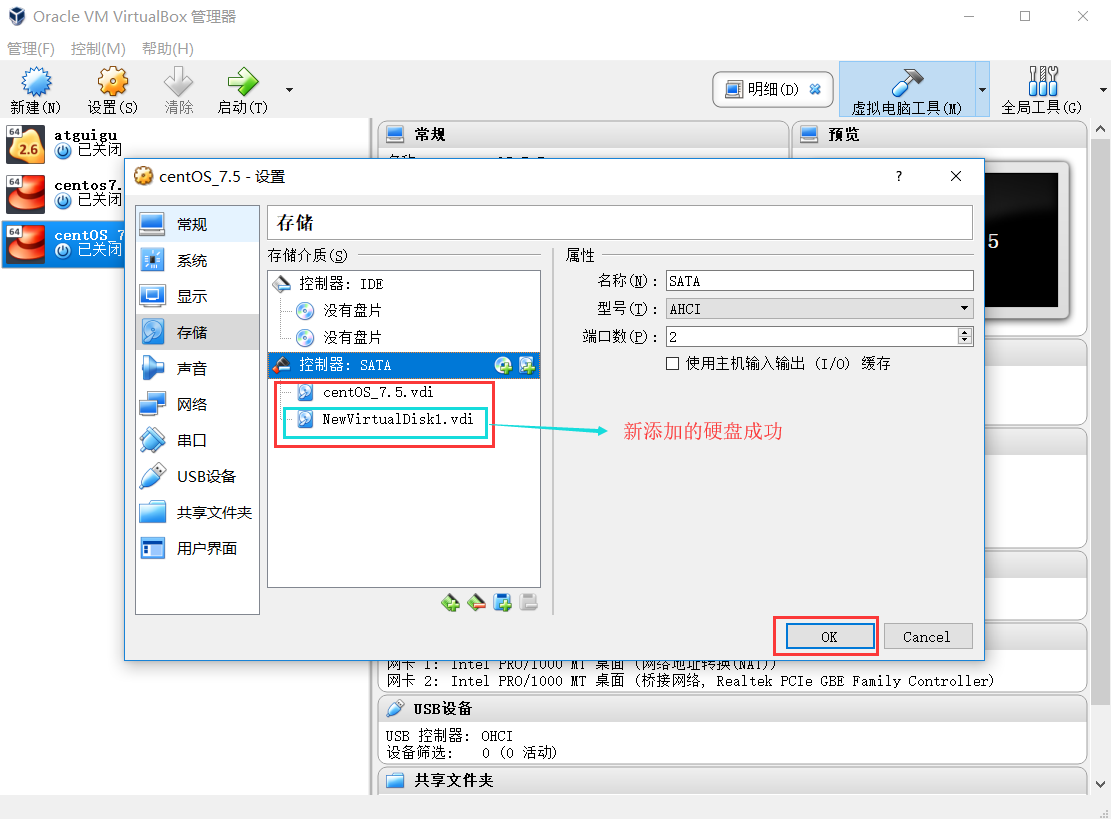 Oracle VM VirtualBox 管理器
管理(F) 控制(M) 帮助(H)
新建(N) 设置(S) 清除 启动(T) 明细(D) 虚拟电脑工具(M) 全局工具(G)
64
2.6
atguigu
已关闭
64
centos7.
已关闭
64
centOS_7
已关闭
常规
预览
5
centOS_7.5 - 设置
常规
系统
显示
存储
声音
网络
串口
USB设备
共享文件夹
用户界面
存储
存储介质(S)
控制器: IDE
没有盘片
没有盘片
控制器: SATA
centOS_7.5.vdi
NewVirtualDisk1.vdi
属性
名称(N): SATA
型号(T): AHCI
端口数(P): 2
使用主机输入输出 (I/O) 缓存
新添加的硬盘成功
OK Cancel
网卡 1: Intel PRO/1000 MT 桌面 (网络地址转换(NAT))
网卡 2: Intel PRO/1000 MT 桌面 (桥接网络, Realtek PCIe GBE Family Controller)
USB设备
USB 控制器: OHCI
设备筛选: 0 (0 活动)
共享文件夹